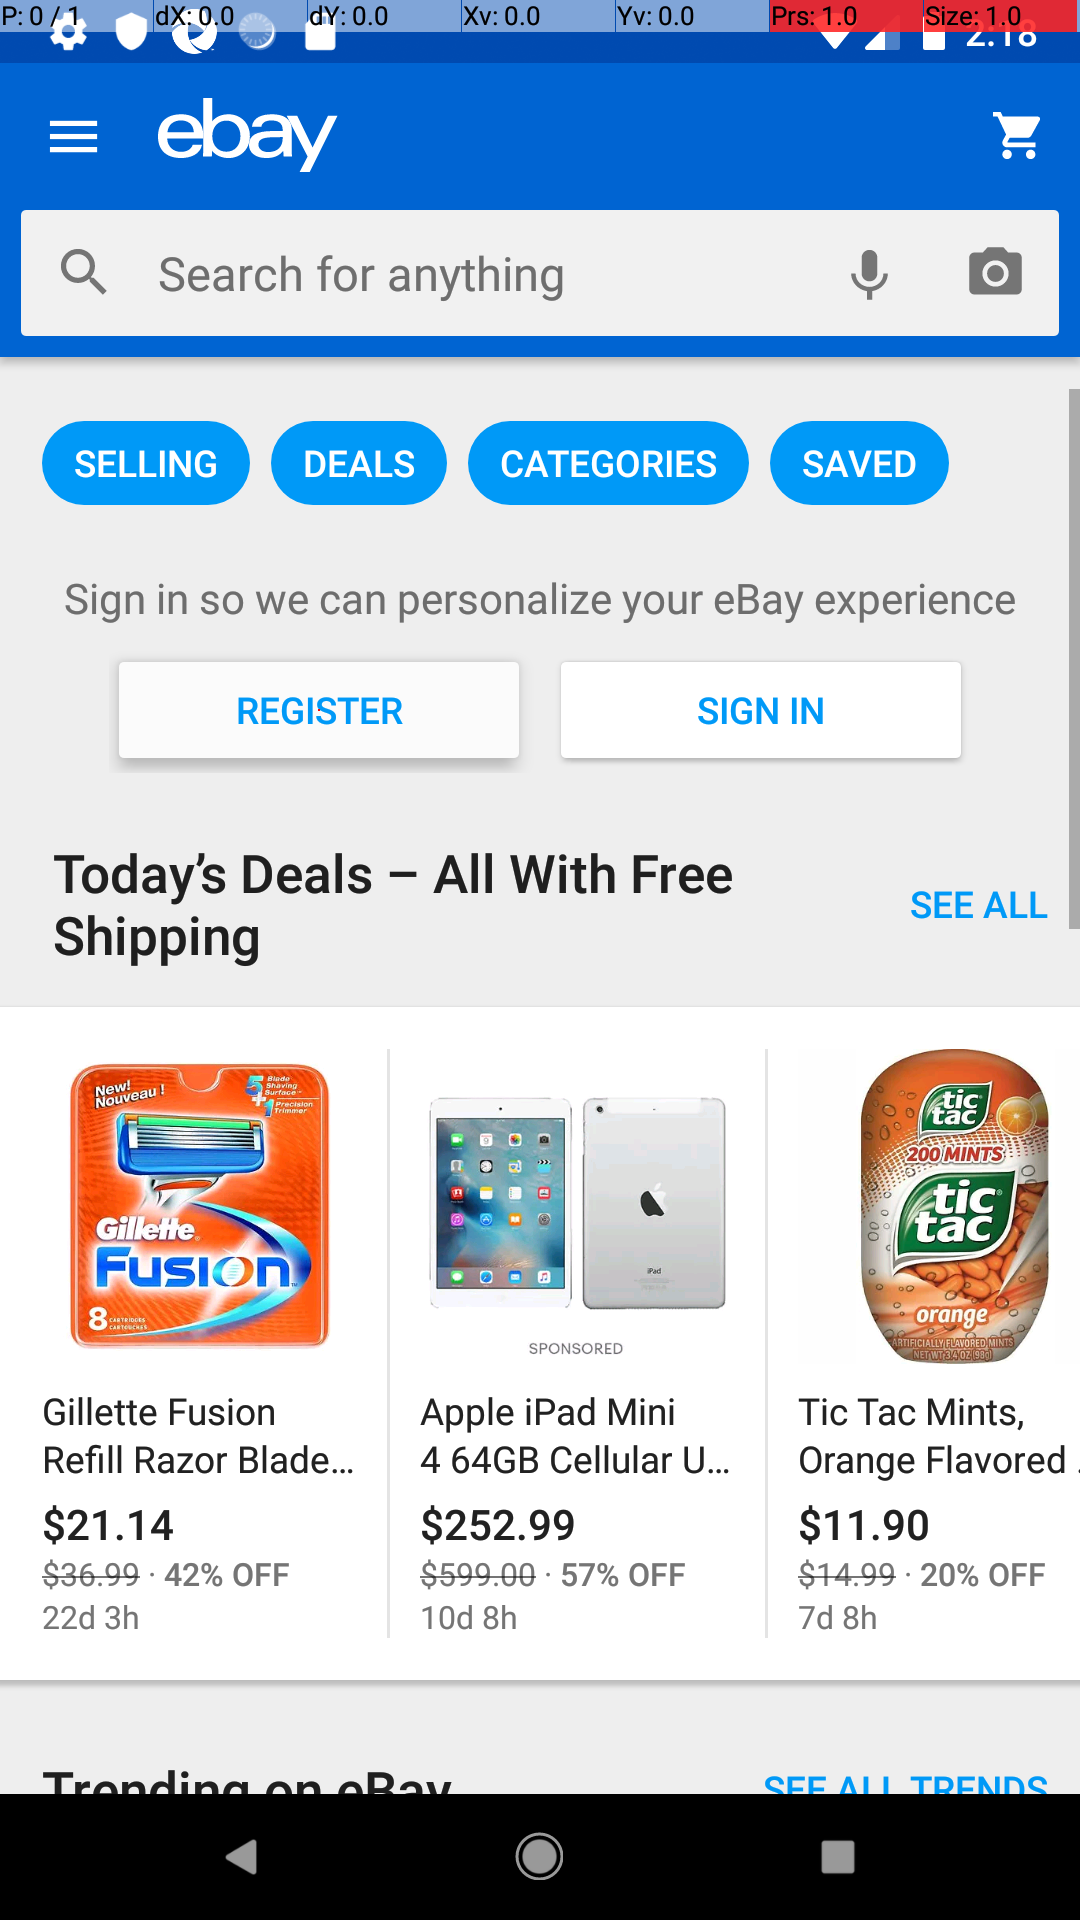 P: 0 / 1 dX: 0.0 dY: 0.0 Xv: 0.0 Yv: 0.0 Prs: 1.0 Size: 1.0
2:18
ebay
Search for anything
SELLING DEALS CATEGORIES SAVED
Sign in so we can personalize your eBay experience
REGISTER SIGN IN
Today's Deals – All With Free
Shipping
SEE ALL
New!
Nouveau !
5 Blade
Shaving
Surface
+1 Precision
Trimmer
Gillette
Fusion
8 CARTRIDGES
CARTOUCHES
iPad
SPONSORED
tic
tac
200 MINTS
tic
tac
orange
ARTIFICIALLY FLAVORED MINTS
NET WT 3.4 OZ (98g)
Gillette Fusion
Refill Razor Blade...
$21.14
$36.99 · 42% OFF
22d 3h
Apple iPad Mini
4 64GB Cellular U...
$252.99
$599.00 · 57% OFF
10d 8h
Tic Tac Mints,
Orange Flavored .
$11.90
$14.99 · 20% OFF
7d 8h
Trending on eBay SEE ALL TRENDS